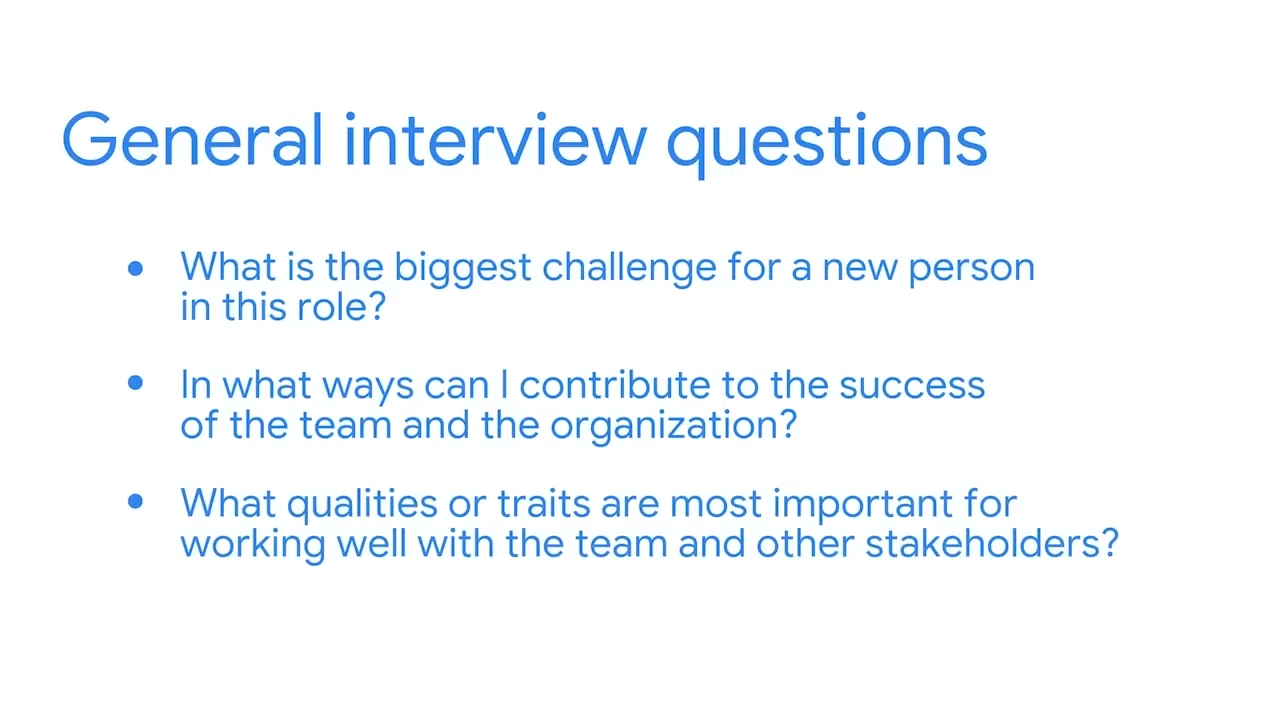 General interview questions
• What is the biggest challenge for a new person
in this role?
• In what ways can I contribute to the success
of the team and the organization?
• What qualities or traits are most important for
working well with the team and other stakeholders?